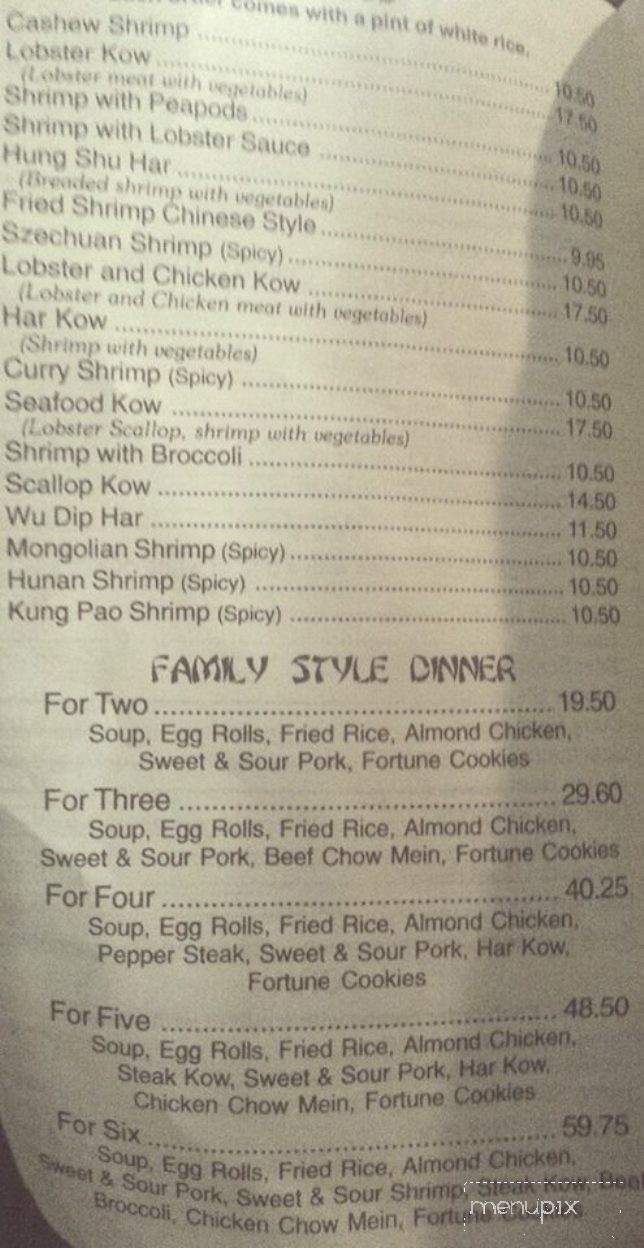 order comes with a pint of white rice.
Cashew Shrimp ........ 10.50
Lobster Kow ........ 17.50
(Lobster meat with vegetables)
Shrimp with Peapods ........ 10.50
Shrimp with Lobster Sauce ........ 10.50
Hung Shu Har ........ 10.50
(Breaded shrimp with vegetables)
Fried Shrimp Chinese Style ........ 9.95
Szechuan Shrimp (Spicy) ........ 10.50
Lobster and Chicken Kow ........ 17.50
(Lobster and Chicken meat with vegetables)
Har Kow ........ 10.50
(Shrimp with vegetables)
Curry Shrimp (Spicy) ........ 10.50
Seafood Kow ........ 17.50
(Lobster Scallop, shrimp with vegetables)
Shrimp with Broccoli ........ 10.50
Scallop Kow ........ 14.50
Wu Dip Har ........ 11.50
Mongolian Shrimp (Spicy) ........ 10.50
Hunan Shrimp (Spicy) ........ 10.50
Kung Pao Shrimp (Spicy) ........ 10.50
FAMILY STYLE DINNER
For Two ........ 19.50
Soup, Egg Rolls, Fried Rice, Almond Chicken,
Sweet & Sour Pork, Fortune Cookies
For Three ........ 29.60
Soup, Egg Rolls, Fried Rice, Almond Chicken,
Sweet & Sour Pork, Beef Chow Mein, Fortune Cookies
For Four ........ 40.25
Soup, Egg Rolls, Fried Rice, Almond Chicken,
Pepper Steak, Sweet & Sour Pork, Har Kow,
Fortune Cookies
For Five ........ 48.50
Soup, Egg Rolls, Fried Rice, Almond Chicken,
Steak Kow, Sweet & Sour Pork, Har Kow,
Chicken Chow Mein, Fortune Cookies
For Six ........ 59.75
Soup, Egg Rolls, Fried Rice, Almond Chicken,
Sweet & Sour Pork, Sweet & Sour Shrimp, Steak Kow, Beef
Broccoli, Chicken Chow Mein, Fortune Cookies
menupix